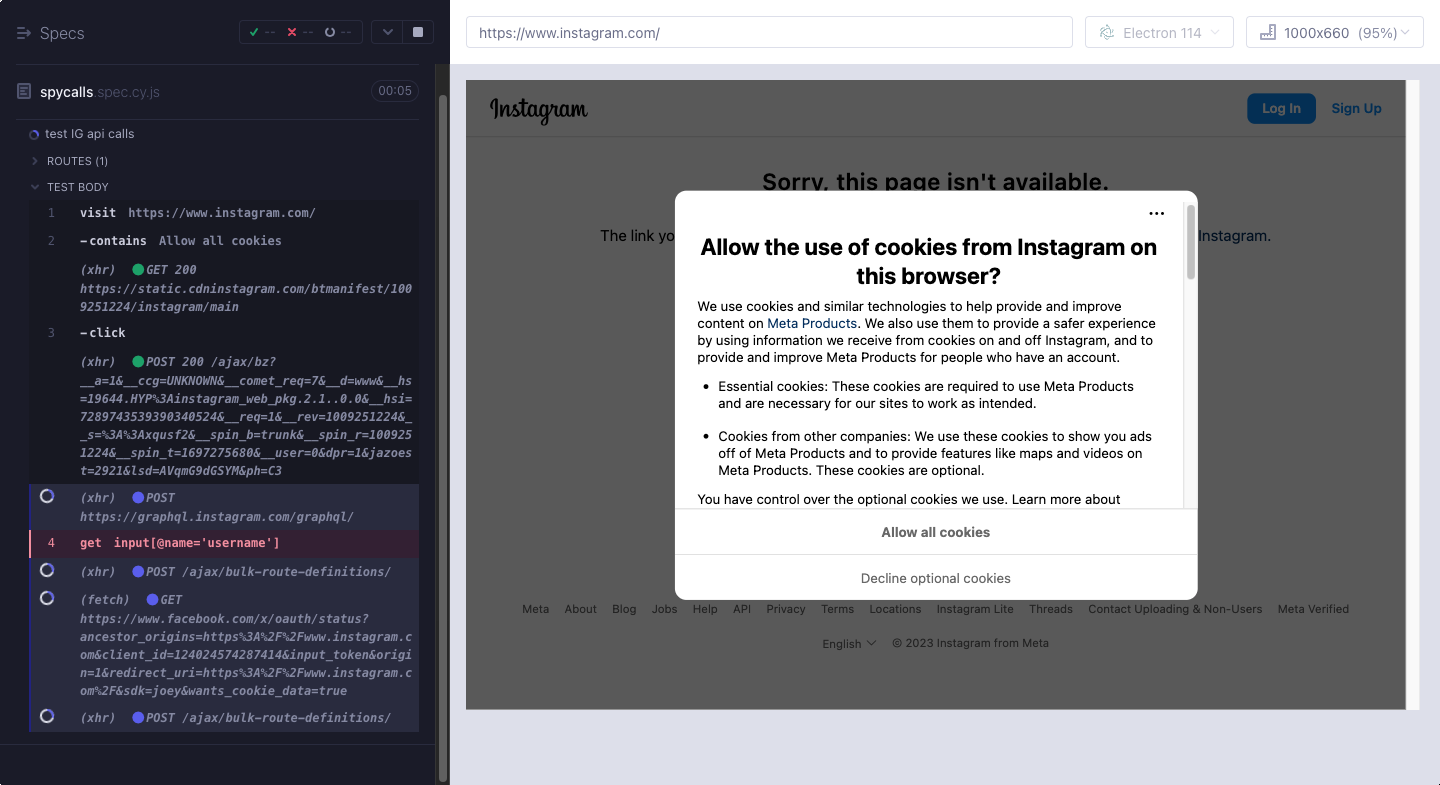 Specs
-- -- --
spycalls.spec.cy.js 00:05
test IG api calls
ROUTES (1)
TEST BODY
1 visit https://www.instagram.com/
2 -contains Allow all cookies
(xhr) GET 200
https://static.cdninstagram.com/btmanifest/100
9251224/instagram/main
3 -click
(xhr) POST 200 /ajax/bz?
__a=1&__ccg=UNKNOWN&__comet_req=7&__d=www&__hs
=19644.HYP%3Ainstagram_web_pkg.2.1..0.0&__hsi=
7289743539390340524&__req=1&__rev=1009251224&_
_s=%3A%3Axqusf2&__spin_b=trunk&__spin_r=100925
1224&__spin_t=1697275680&__user=0&dpr=1&jazoes
t=2921&lsd=AVqmG9dGSYM&ph=C3
(xhr) POST
https://graphql.instagram.com/graphql/
4 get input[@name='username']
(xhr) POST /ajax/bulk-route-definitions/
(fetch) GET
https://www.facebook.com/x/oauth/status?
ancestor_origins=https%3A%2F%2Fwww.instagram.c
om&client_id=124024574287414&input_token&origi
n=1&redirect_uri=https%3A%2F%2Fwww.instagram.c
om%2F&sdk=joey&wants_cookie_data=true
(xhr) POST /ajax/bulk-route-definitions/
https://www.instagram.com/
Electron 114
1000x660 (95%)
Instagram
Log In Sign Up
Sorry, this page isn't available.
The link yo
Instagram.
Allow the use of cookies from Instagram on
this browser?
We use cookies and similar technologies to help provide and improve
content on Meta Products. We also use them to provide a safer experience
by using information we receive from cookies on and off Instagram, and to
provide and improve Meta Products for people who have an account.
• Essential cookies: These cookies are required to use Meta Products
and are necessary for our sites to work as intended.
• Cookies from other companies: We use these cookies to show you ads
off of Meta Products and to provide features like maps and videos on
Meta Products. These cookies are optional.
You have control over the optional cookies we use. Learn more about
Allow all cookies
Decline optional cookies
Meta About Blog Jobs Help API Privacy Terms Locations Instagram Lite Threads Contact Uploading & Non-Users Meta Verified
English © 2023 Instagram from Meta